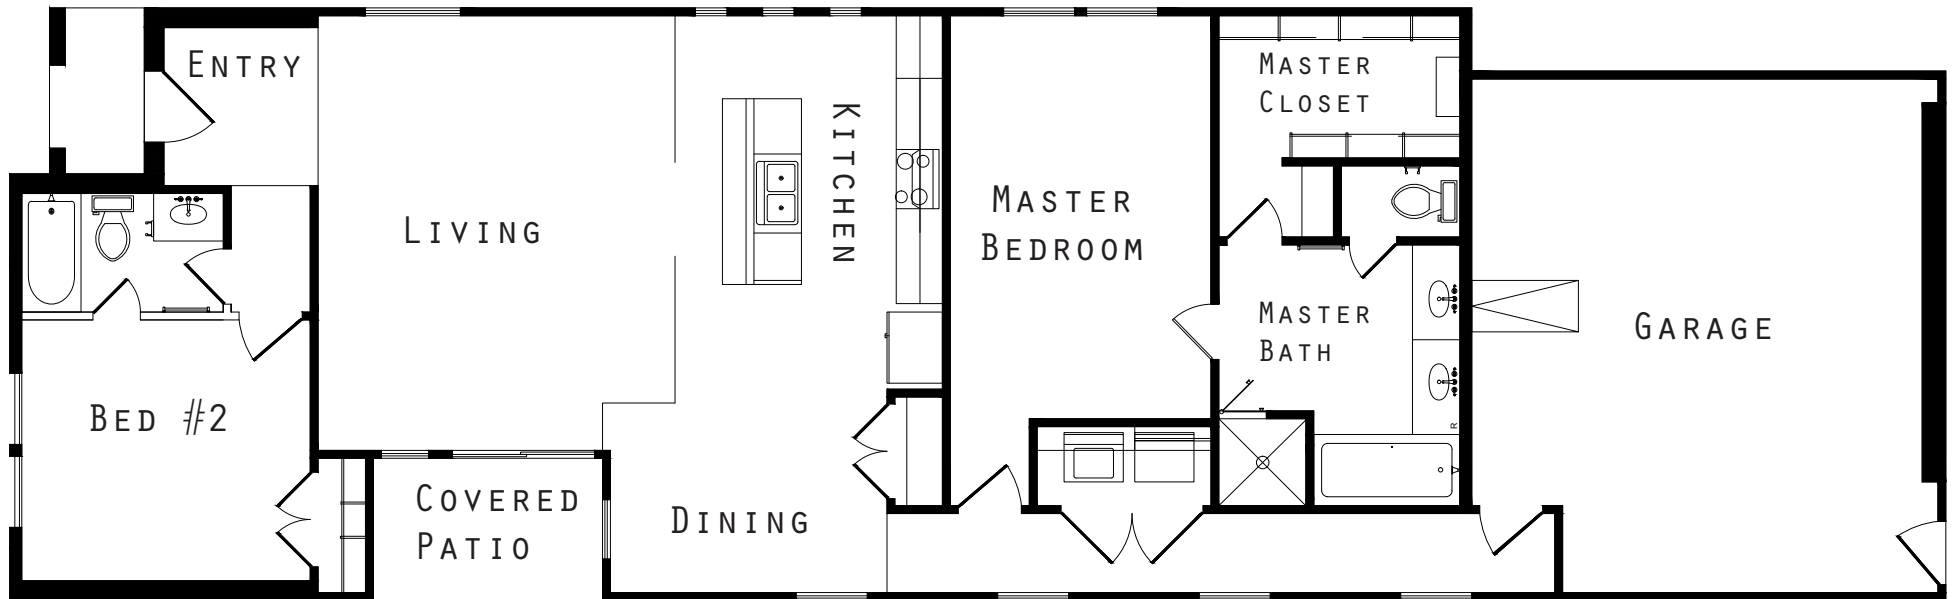 ENTRY
MASTER
CLOSET
KITCHEN
LIVING
MASTER
BEDROOM
MASTER
BATH
GARAGE
BED #2
R
COVERED
PATIO
DINING